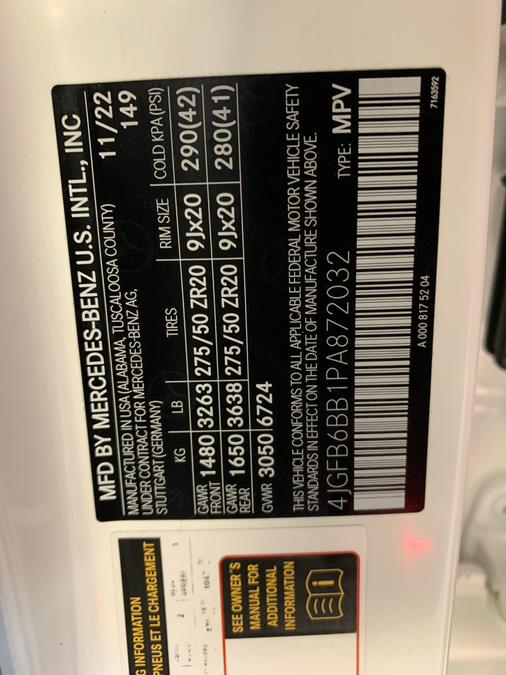 MFD BY MERCEDES-BENZ U.S. INTL., INC
MANUFACTURED IN USA (ALABAMA, TUSCALOOSA COUNTY) 11/22
UNDER CONTRACT FOR MERCEDES-BENZ AG, 149
STUTTGART (GERMANY)
KG LB TIRES RIM SIZE COLD KPA (PSI)
GAWR FRONT 1480 3263 275/50 ZR20 9Jx20 290(42)
GAWR REAR 1650 3638 275/50 ZR20 9Jx20 280(41)
GVWR 3050 6724
THIS VEHICLE CONFORMS TO ALL APPLICABLE FEDERAL MOTOR VEHICLE SAFETY
STANDARDS IN EFFECT ON THE DATE OF MANUFACTURE SHOWN ABOVE.
4JGFB6BB1PA872032 TYPE: MPV
A 000 817 52 04 7163592
G INFORMATION
PNEUS ET LE CHARGEMENT
SEE OWNER'S
MANUAL FOR
ADDITIONAL
INFORMATION